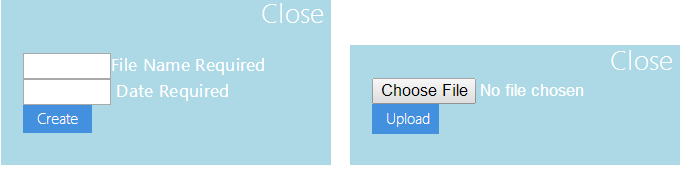 Close
File Name Required
Date Required
Create
Close
Choose File No file chosen
Upload